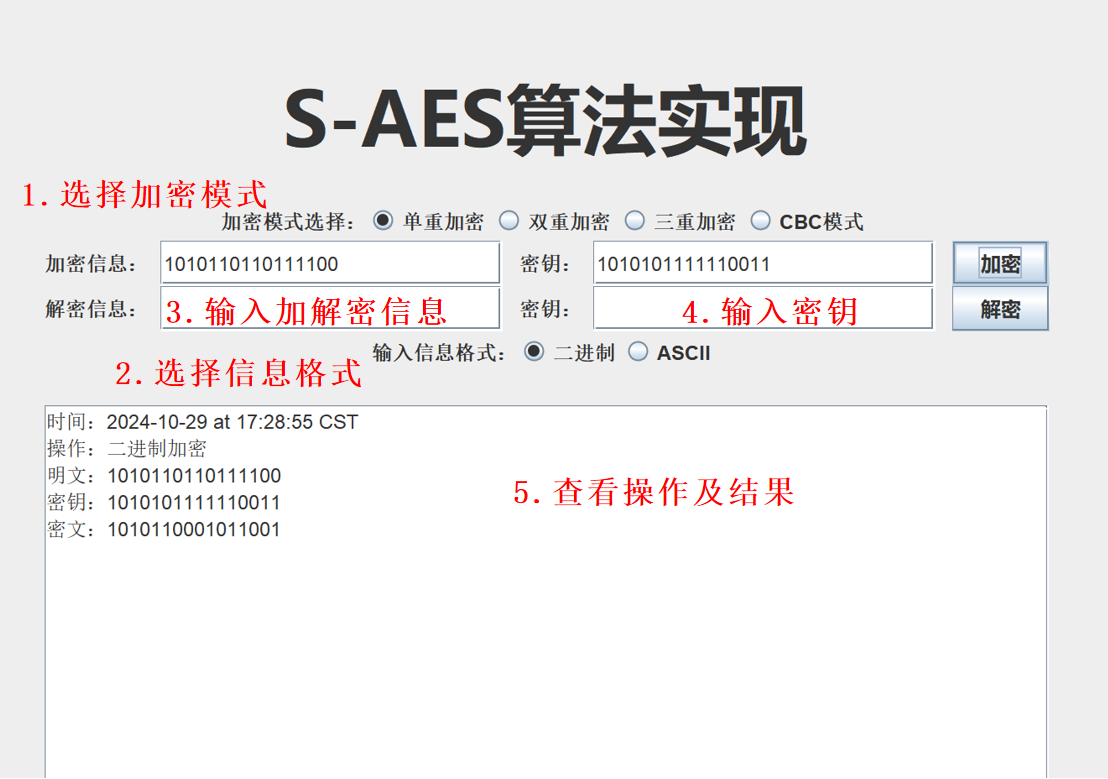 S-AES算法实现
1.选择加密模式
加密模式选择： 单重加密 双重加密 三重加密 CBC模式
加密信息： 1010110110111100 密钥： 1010101111110011 加密
解密信息： 3.输入加解密信息 密钥： 4.输入密钥 解密
输入信息格式： 二进制 ASCII
2.选择信息格式
时间：2024-10-29 at 17:28:55 CST
操作：二进制加密
明文：1010110110111100
5.查看操作及结果
密钥：1010101111110011
密文：1010110001011001